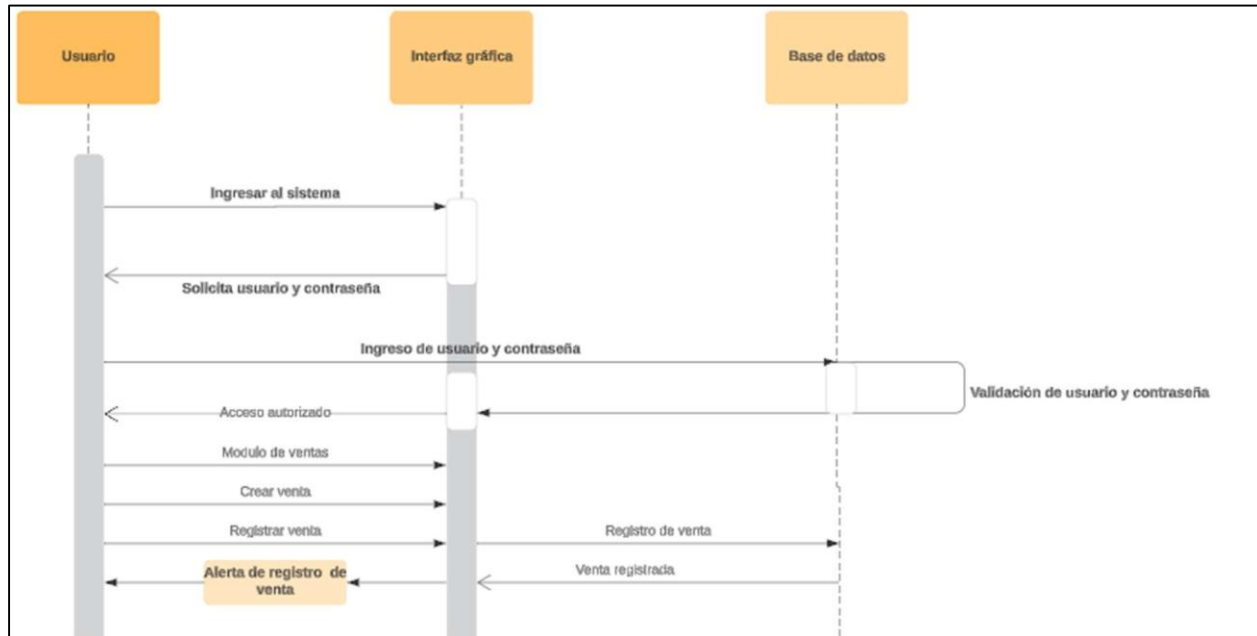 Usuario
Interfaz gráfica
Base de datos
Ingresar al sistema
Solicita usuario y contraseña
Ingreso de usuario y contraseña
Validación de usuario y contraseña
Acceso autorizado
Modulo de ventas
Crear venta
Registrar venta
Registro de venta
Alerta de registro de
venta
Venta registrada